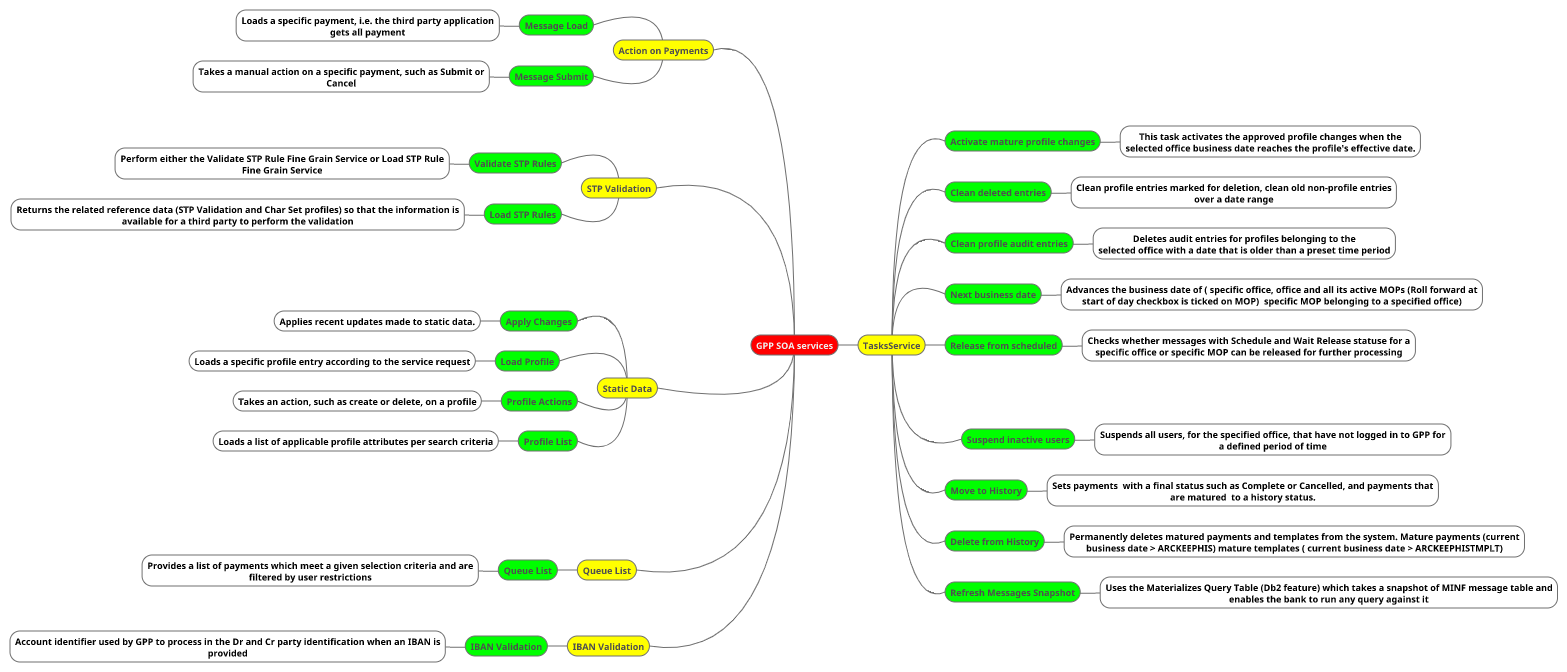 Loads a specific payment, i.e. the third party application
gets all payment
Message Load
Action on Payments
Takes a manual action on a specific payment, such as Submit or
Cancel
Message Submit
Perform either the Validate STP Rule Fine Grain Service or Load STP Rule
Fine Grain Service
Validate STP Rules
STP Validation
Returns the related reference data (STP Validation and Char Set profiles) so that the information is
available for a third party to perform the validation
Load STP Rules
Applies recent updates made to static data.
Apply Changes
Loads a specific profile entry according to the service request
Load Profile
Static Data
Takes an action, such as create or delete, on a profile
Profile Actions
Loads a list of applicable profile attributes per search criteria
Profile List
Provides a list of payments which meet a given selection criteria and are
filtered by user restrictions
Queue List
Queue List
Account identifier used by GPP to process in the Dr and Cr party identification when an IBAN is
provided
IBAN Validation
IBAN Validation
GPP SOA services
TasksService
Activate mature profile changes
This task activates the approved profile changes when the
selected office business date reaches the profile's effective date.
Clean deleted entries
Clean profile entries marked for deletion, clean old non-profile entries
over a date range
Clean profile audit entries
Deletes audit entries for profiles belonging to the
selected office with a date that is older than a preset time period
Next business date
Advances the business date of ( specific office, office and all its active MOPs (Roll forward at
start of day checkbox is ticked on MOP)  specific MOP belonging to a specified office)
Release from scheduled
Checks whether messages with Schedule and Wait Release statuse for a
specific office or specific MOP can be released for further processing
Suspend inactive users
Suspends all users, for the specified office, that have not logged in to GPP for
a defined period of time
Move to History
Sets payments  with a final status such as Complete or Cancelled, and payments that
are matured  to a history status.
Delete from History
Permanently deletes matured payments and templates from the system. Mature payments (current
business date > ARCKEEPHIS) mature templates ( current business date > ARCKEEPHISTMPLT)
Refresh Messages Snapshot
Uses the Materializes Query Table (Db2 feature) which takes a snapshot of MINF message table and
enables the bank to run any query against it